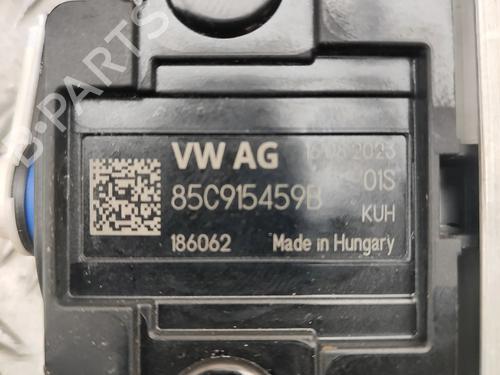 B-PARTS
VW AG
85C915459B 01S
KUH
186062 Made in Hungary